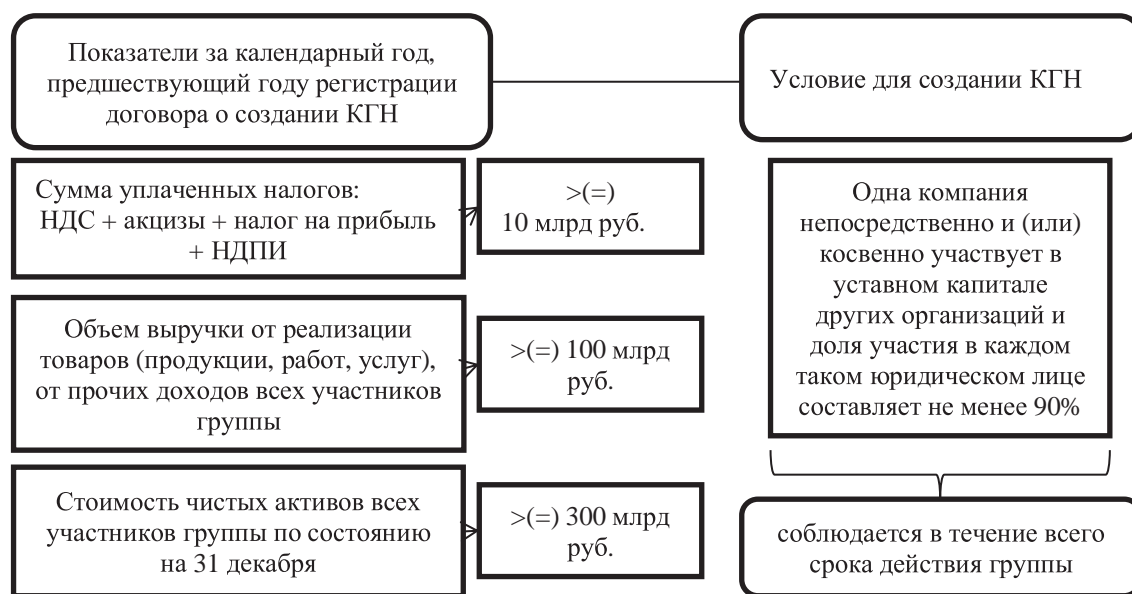 Показатели за календарный год,
предшествующий году регистрации
договора о создании КГН
Условие для создании КГН
Сумма уплаченных налогов:
НДС + акцизы + налог на прибыль
+ НДПИ
>(=)
10 млрд руб.
Объем выручки от реализации
товаров (продукции, работ, услуг),
от прочих доходов всех участников
группы
>(=) 100 млрд
руб.
Стоимость чистых активов всех
участников группы по состоянию
на 31 декабря
>(=) 300 млрд
руб.
Одна компания
непосредственно и (или)
косвенно участвует в
уставном капитале
других организаций и
доля участия в каждом
таком юридическом лице
составляет не менее 90%
соблюдается в течение всего
срока действия группы